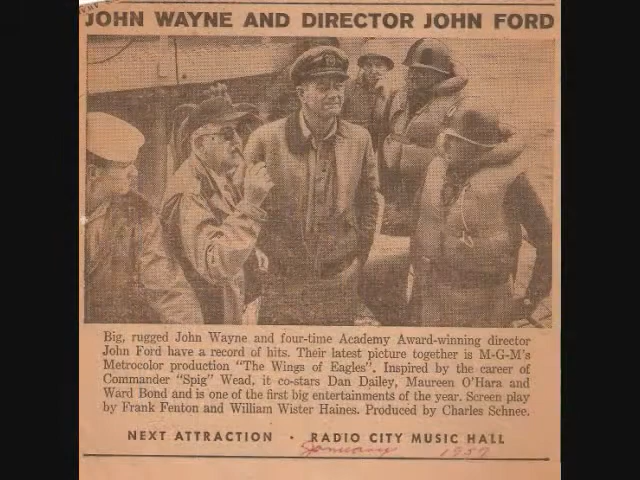 JOHN WAYNE AND DIRECTOR JOHN FORD
Big, rugged John Wayne and four-time Academy Award-winning director
John Ford have a record of hits. Their latest picture together is M-G-M's
Metrocolor production "The Wings of Eagles". Inspired by the career of
Commander "Spig" Wead, it co-stars Dan Dailey, Maureen O'Hara and
Ward Bond and is one of the first big entertainments of the year. Screen play
by Frank Fenton and William Wister Haines. Produced by Charles Schnee.
NEXT ATTRACTION · RADIO CITY MUSIC HALL
January 1957